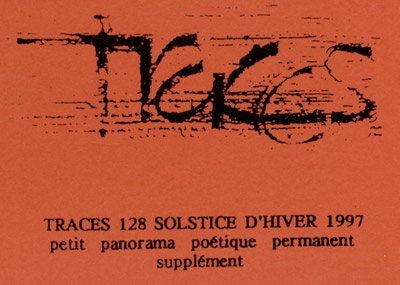 TRACES
TRACES 128 SOLSTICE D'HIVER 1997
petit panorama poétique permanent
supplément